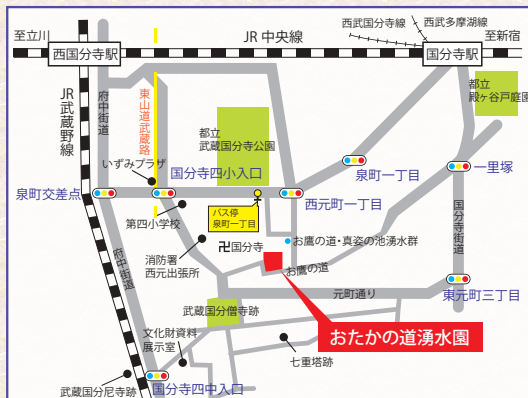 西武国分寺線
西武多摩湖線
至立川
JR 中央線
至新宿
西国分寺駅
国分寺駅
JR武蔵野線
府中街道
東山道武蔵路
都立
殿ヶ谷戸庭園
都立
武蔵国分寺公園
いずみプラザ
国分寺四小入口
泉町一丁目
一里塚
泉町交差点
西元町一丁目
第四小学校
バス停
泉町一丁目
国分寺街道
お鷹の道・真姿の池湧水群
卍国分寺
消防署
西元出張所
お鷹の道
府中街道
元町通り
東元町三丁目
武蔵国分僧寺跡
おたかの道湧水園
文化財資料
展示室
七重塔跡
武蔵国分尼寺跡
国分寺四中入口